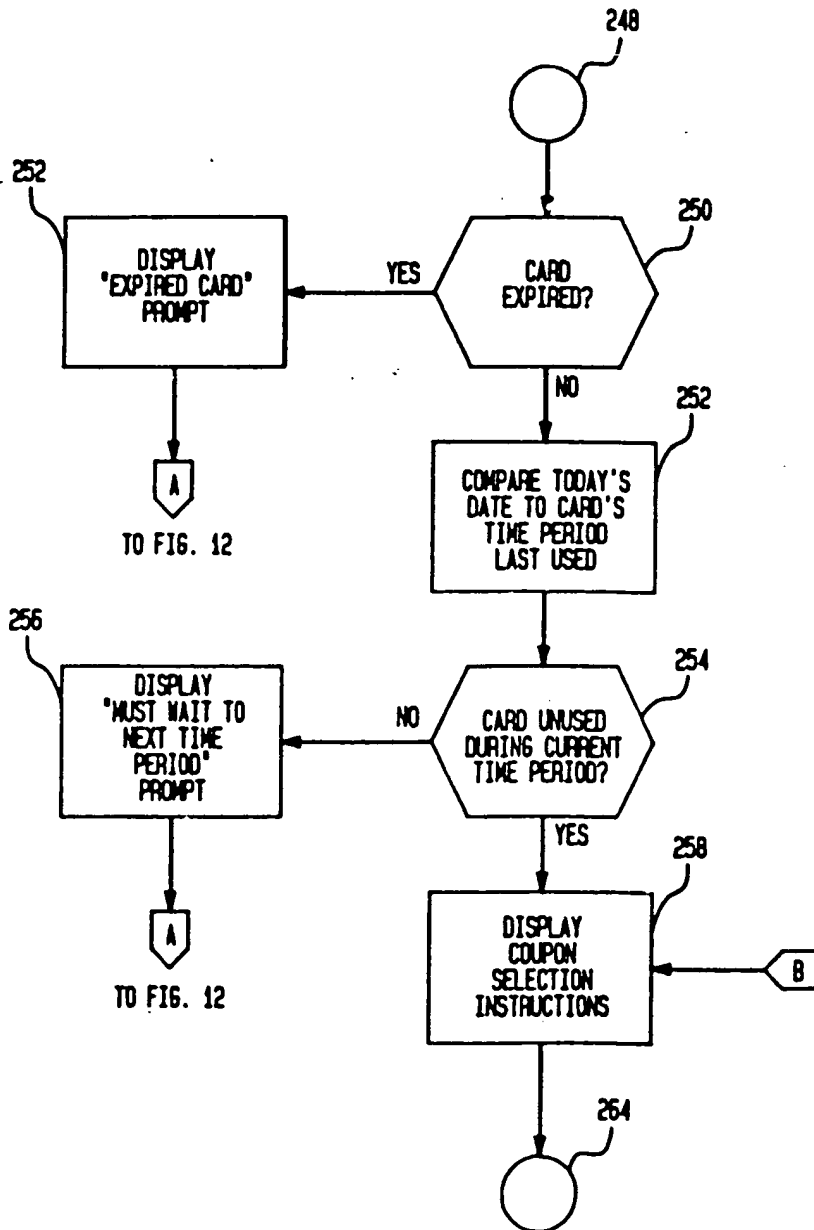 248
252
250
DISPLAY
"EXPIRED CARD"
PROMPT
YES
CARD
EXPIRED?
NO
252
A
TO FIG. 12
COMPARE TODAY'S
DATE TO CARD'S
TIME PERIOD
LAST USED
256
254
DISPLAY
"MUST WAIT TO
NEXT TIME
PERIOD"
PROMPT
NO
CARD UNUSED
DURING CURRENT
TIME PERIOD?
YES
258
A
TO FIG. 12
DISPLAY
COUPON
SELECTION
INSTRUCTIONS
B
264